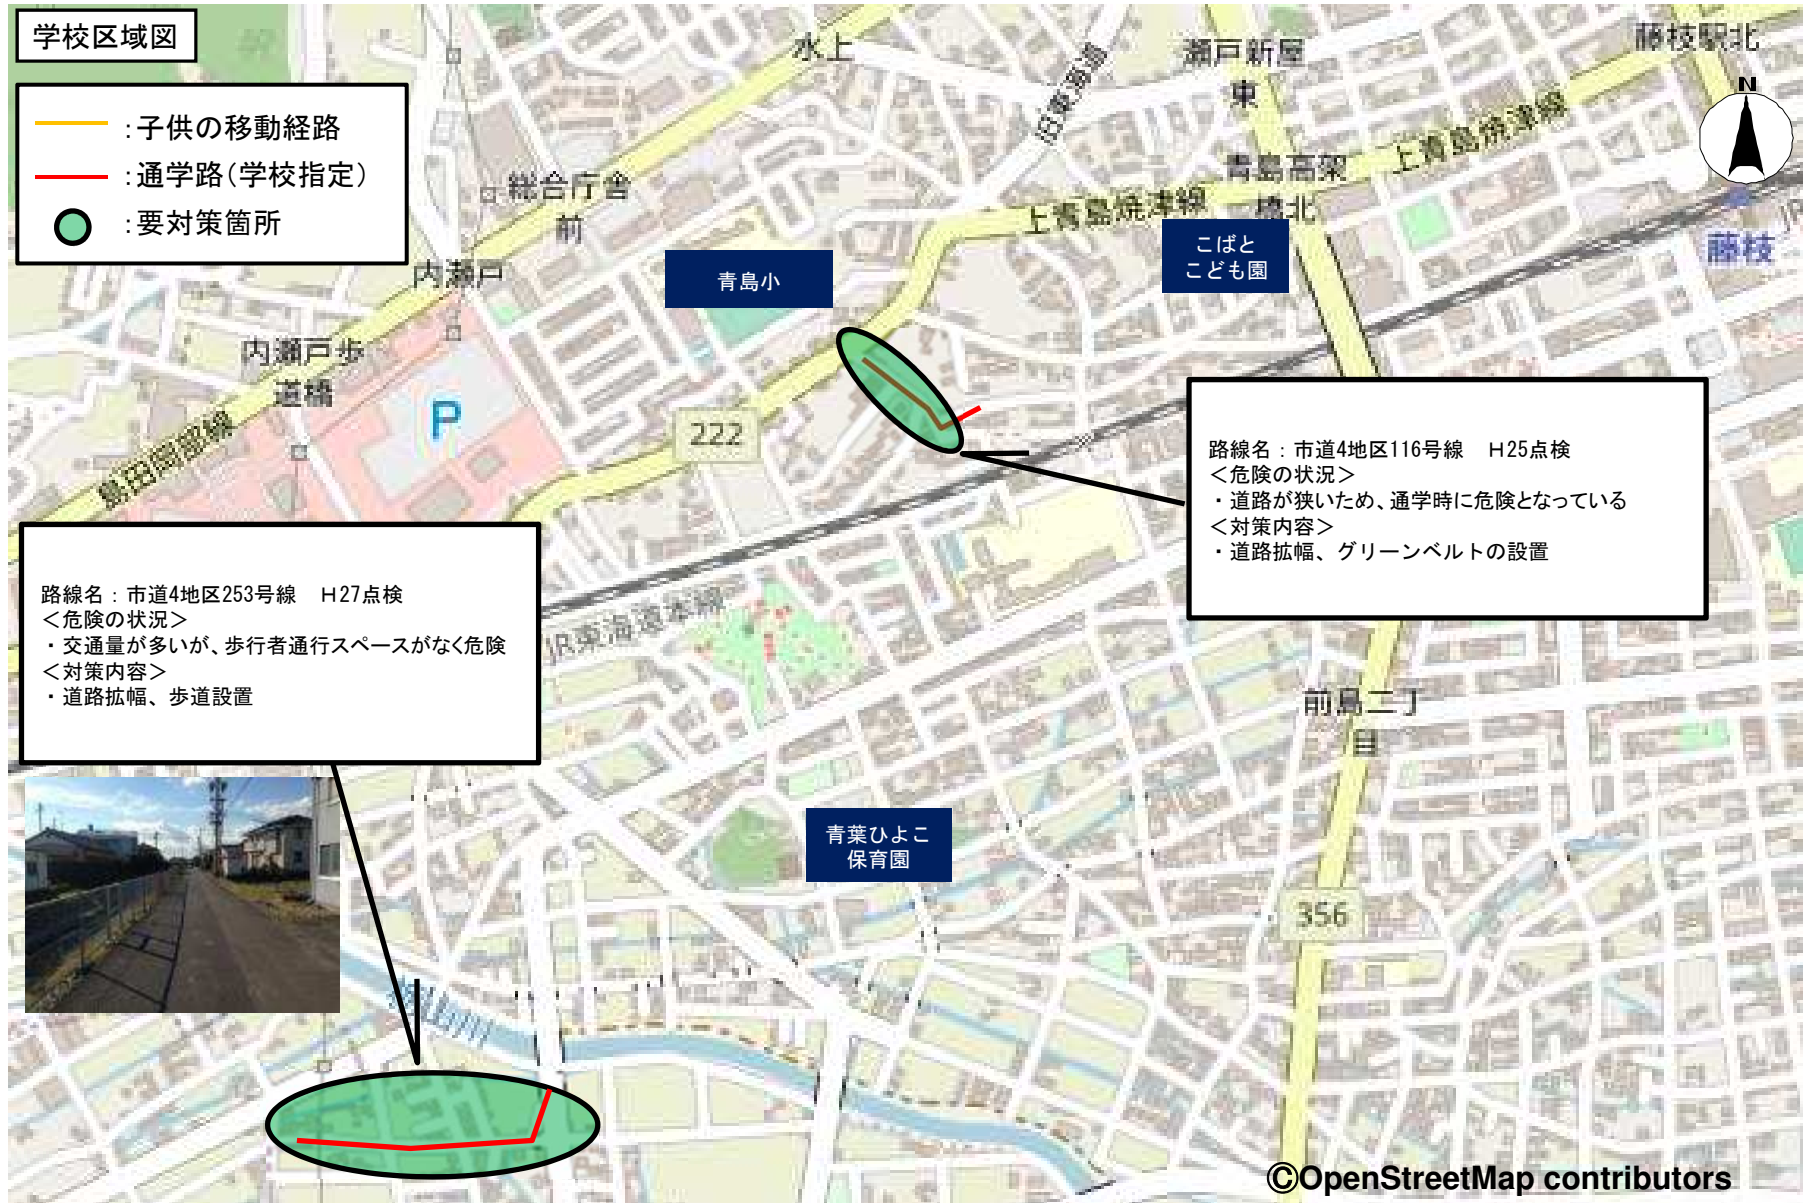 学校区域図
:子供の移動経路
:通学路(学校指定)
:要対策箇所
水上
瀬戸新屋
東
藤枝駅北
N
旧東海道
上青島焼津線
総合庁舎
前
青島高架
橋北
上青島焼津線
こばと
こども園
藤枝
内瀬戸
青島小
内瀬戸歩
道橋
P
222
島田岡部線
路線名：市道4地区116号線　H25点検
＜危険の状況＞
・道路が狭いため、通学時に危険となっている
＜対策内容＞
・道路拡幅、グリーンベルトの設置
路線名：市道4地区253号線　H27点検
＜危険の状況＞
・交通量が多いが、歩行者通行スペースがなく危険
＜対策内容＞
・道路拡幅、歩道設置
JR東海道本線
前島二丁
目
青葉ひよこ
保育園
356
©OpenStreetMap contributors